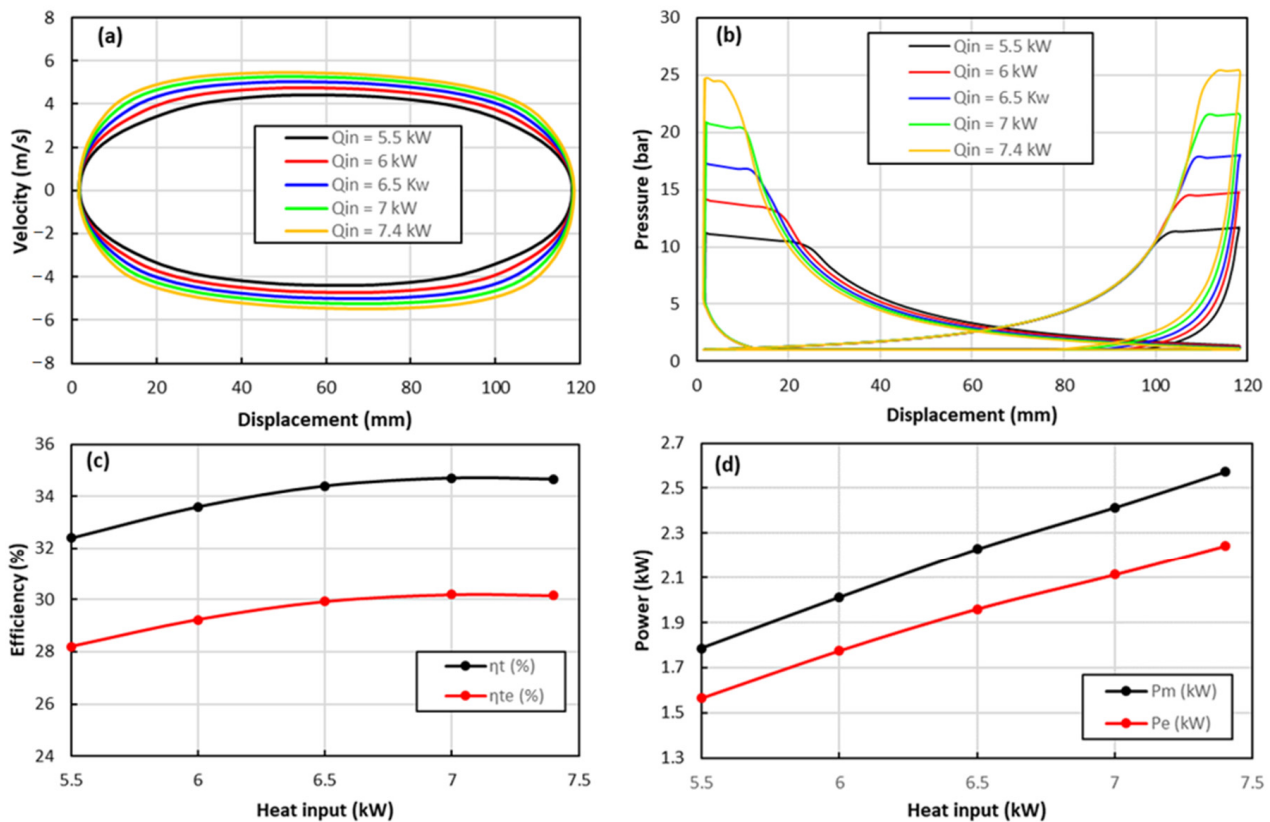 (a)
8
6
4
2
0
−2
−4
−6
−8
Velocity (m/s)
Qin = 5.5 kW
Qin = 6 kW
Qin = 6.5 Kw
Qin = 7 kW
Qin = 7.4 kW
0 20 40 60 80 100 120
Displacement (mm)
(b)
30
25
20
15
10
5
0
Pressure (bar)
Qin = 5.5 kW
Qin = 6 kW
Qin = 6.5 Kw
Qin = 7 kW
Qin = 7.4 kW
0 20 40 60 80 100 120
Displacement (mm)
(c)
36
34
32
30
28
26
24
Efficiency (%)
ηt (%)
ηte (%)
5.5 6 6.5 7 7.5
Heat input (kW)
(d)
2.7
2.5
2.3
2.1
1.9
1.7
1.5
1.3
Power (kW)
Pm (kW)
Pe (kW)
5.5 6 6.5 7 7.5
Heat input (kW)